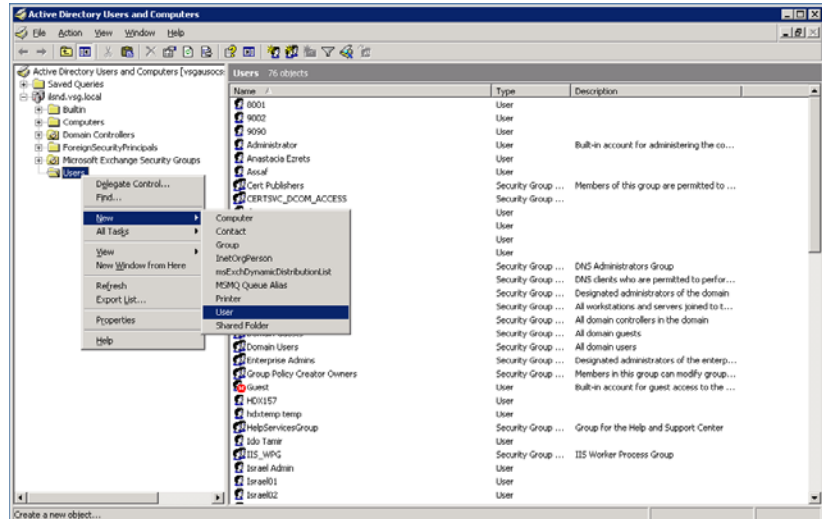 Active Directory Users and Computers
File Action View Window Help
Active Directory Users and Computers [vsgausocs
Saved Queries
ilsnd.vsg.local
Builtin
Computers
Domain Controllers
ForeignSecurityPrincipals
Microsoft Exchange Security Groups
Users
Delegate Control...
Find...
New
All Tasks
View
New Window from Here
Refresh
Export List...
Properties
Help
Computer
Contact
Group
InetOrgPerson
msExchDynamicDistributionList
MSMQ Queue Alias
Printer
User
Shared Folder
Users 76 objects
Name Type Description
8001 User
9002 User
9090 User
Administrator User Built-in account for administering the co...
Anastacia Ezrets User
Assaf User
Cert Publishers Security Group ... Members of this group are permitted to ...
CERTSVC_DCOM_ACCESS Security Group ...
User
User
User
User
Security Group ... DNS Administrators Group
Security Group ... DNS clients who are permitted to perfor...
Security Group ... Designated administrators of the domain
Security Group ... All workstations and servers joined to t...
Security Group ... All domain controllers in the domain
Security Group ... All domain guests
Domain Users Security Group ... All domain users
Enterprise Admins Security Group ... Designated administrators of the enterp...
Group Policy Creator Owners Security Group ... Members in this group can modify group...
Guest User Built-in account for guest access to the ...
HDX157 User
hdxtemp temp User
HelpServicesGroup Security Group ... Group for the Help and Support Center
Ido Tamir User
IIS_WPG Security Group ... IIS Worker Process Group
Israel Admin User
Israel01 User
Israel02 User
Create a new object...